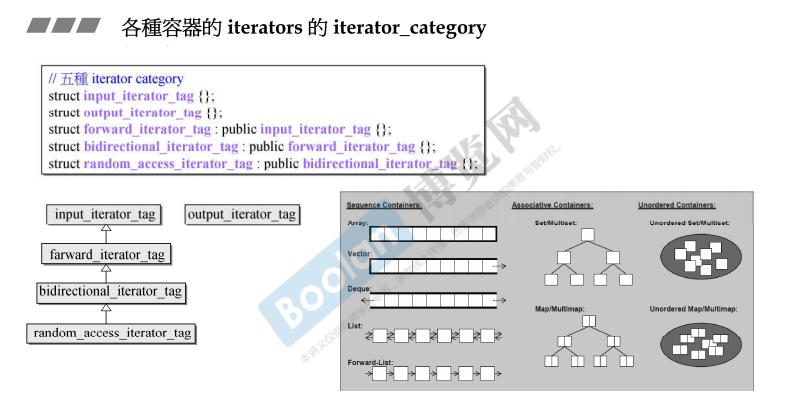 各種容器的 iterators 的 iterator_category
// 五種 iterator category
struct input_iterator_tag {};
struct output_iterator_tag {};
struct forward_iterator_tag : public input_iterator_tag {};
struct bidirectional_iterator_tag : public forward_iterator_tag {};
struct random_access_iterator_tag : public bidirectional_iterator_tag {};
input_iterator_tag
output_iterator_tag
farward_iterator_tag
bidirectional_iterator_tag
random_access_iterator_tag
Sequence Containers:
Associative Containers:
Unordered Containers:
Array:
Set/Multiset:
Unordered Set/Multiset:
Vector:
Deque:
Map/Multimap:
Unordered Map/Multimap:
List:
Forward-List:
Boolan
博览网